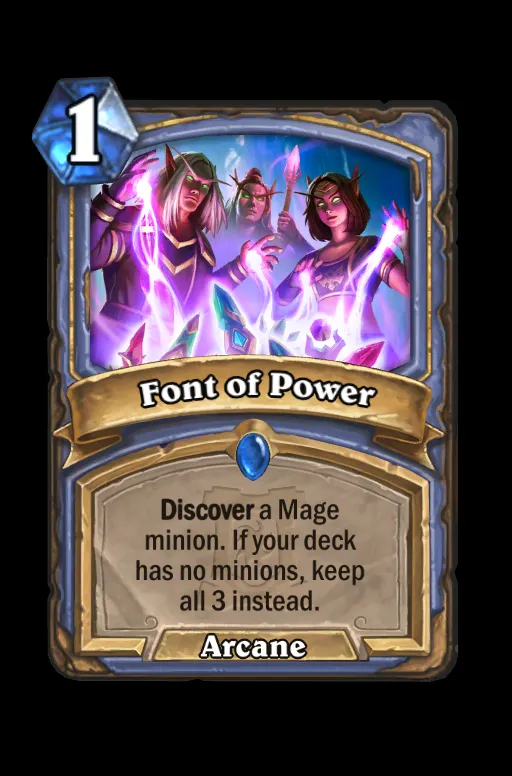 1
Font of Power
Discover a Mage
minion. If your deck
has no minions, keep
all 3 instead.
Arcane